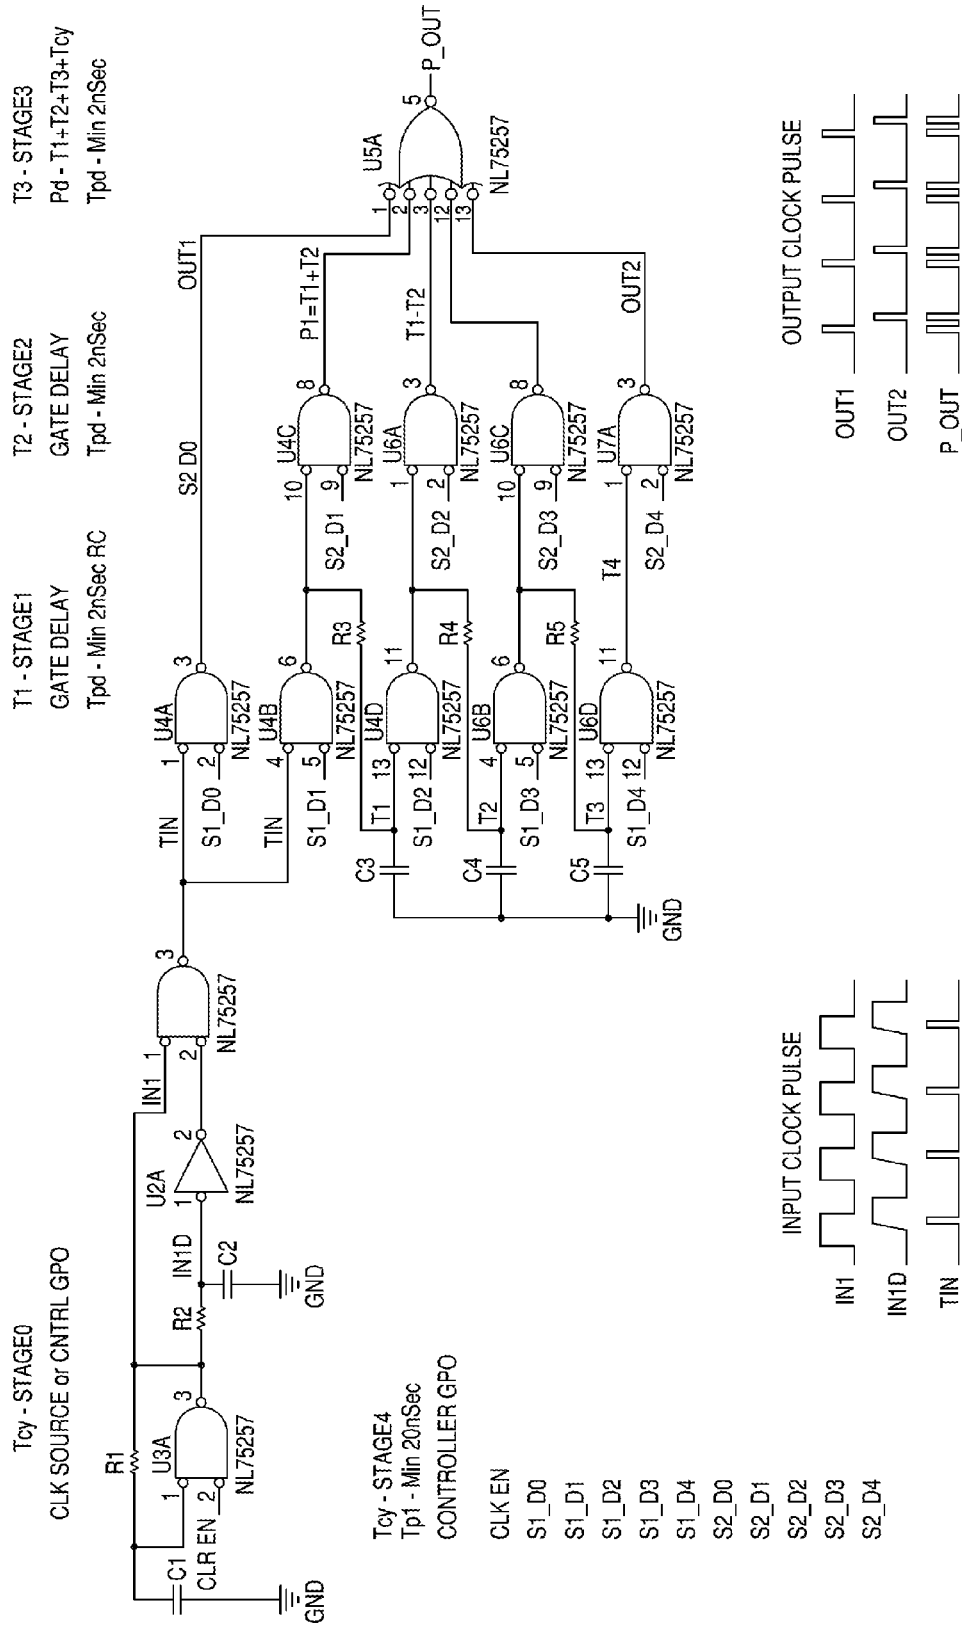 Tcy - STAGE0
CLK SOURCE or CNTRL GPO
T1 - STAGE1
GATE DELAY
Tpd - Min 2nSec RC
T2 - STAGE2
GATE DELAY
Tpd - Min 2nSec
T3 - STAGE3
Pd - T1+T2+T3+Tcy
Tpd - Min 2nSec
R1
C1
GND
CLR EN
1
2
U3A
3
NL75257
R2
IN1D
C2
GND
1
U2A
2
NL75257
IN1
1
2
3
NL75257
TIN
1
S1_D0
2
U4A
3
NL75257
S2 D0
OUT1
TIN
4
S1_D1
5
U4B
6
NL75257
R3
10
S2_D1
9
U4C
8
NL75257
P1=T1+T2
C3
T1
13
S1_D2
12
U4D
11
NL75257
R4
1
S2_D2
2
U6A
3
NL75257
T1-T2
C4
T2
4
S1_D3
5
U6B
6
NL75257
R5
10
S2_D3
9
U6C
8
NL75257
C5
T3
13
S1_D4
12
U6D
11
NL75257
T4
1
S2_D4
2
U7A
3
NL75257
OUT2
GND
1
2
3
12
13
U5A
5
NL75257
P_OUT
Tcy - STAGE4
Tp1 - Min 20nSec
CONTROLLER GPO
CLK EN
S1_D0
S1_D1
S1_D2
S1_D3
S1_D4
S2_D0
S2_D1
S2_D2
S2_D3
S2_D4
INPUT CLOCK PULSE
IN1
IN1D
TIN
OUTPUT CLOCK PULSE
OUT1
OUT2
P_OUT